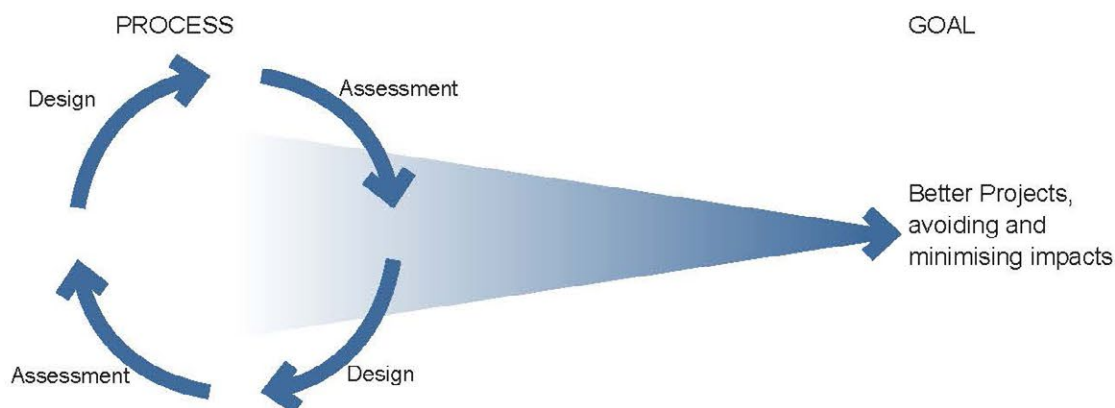 PROCESS
GOAL
Design
Assessment
Better Projects,
avoiding and
minimising impacts
Assessment
Design